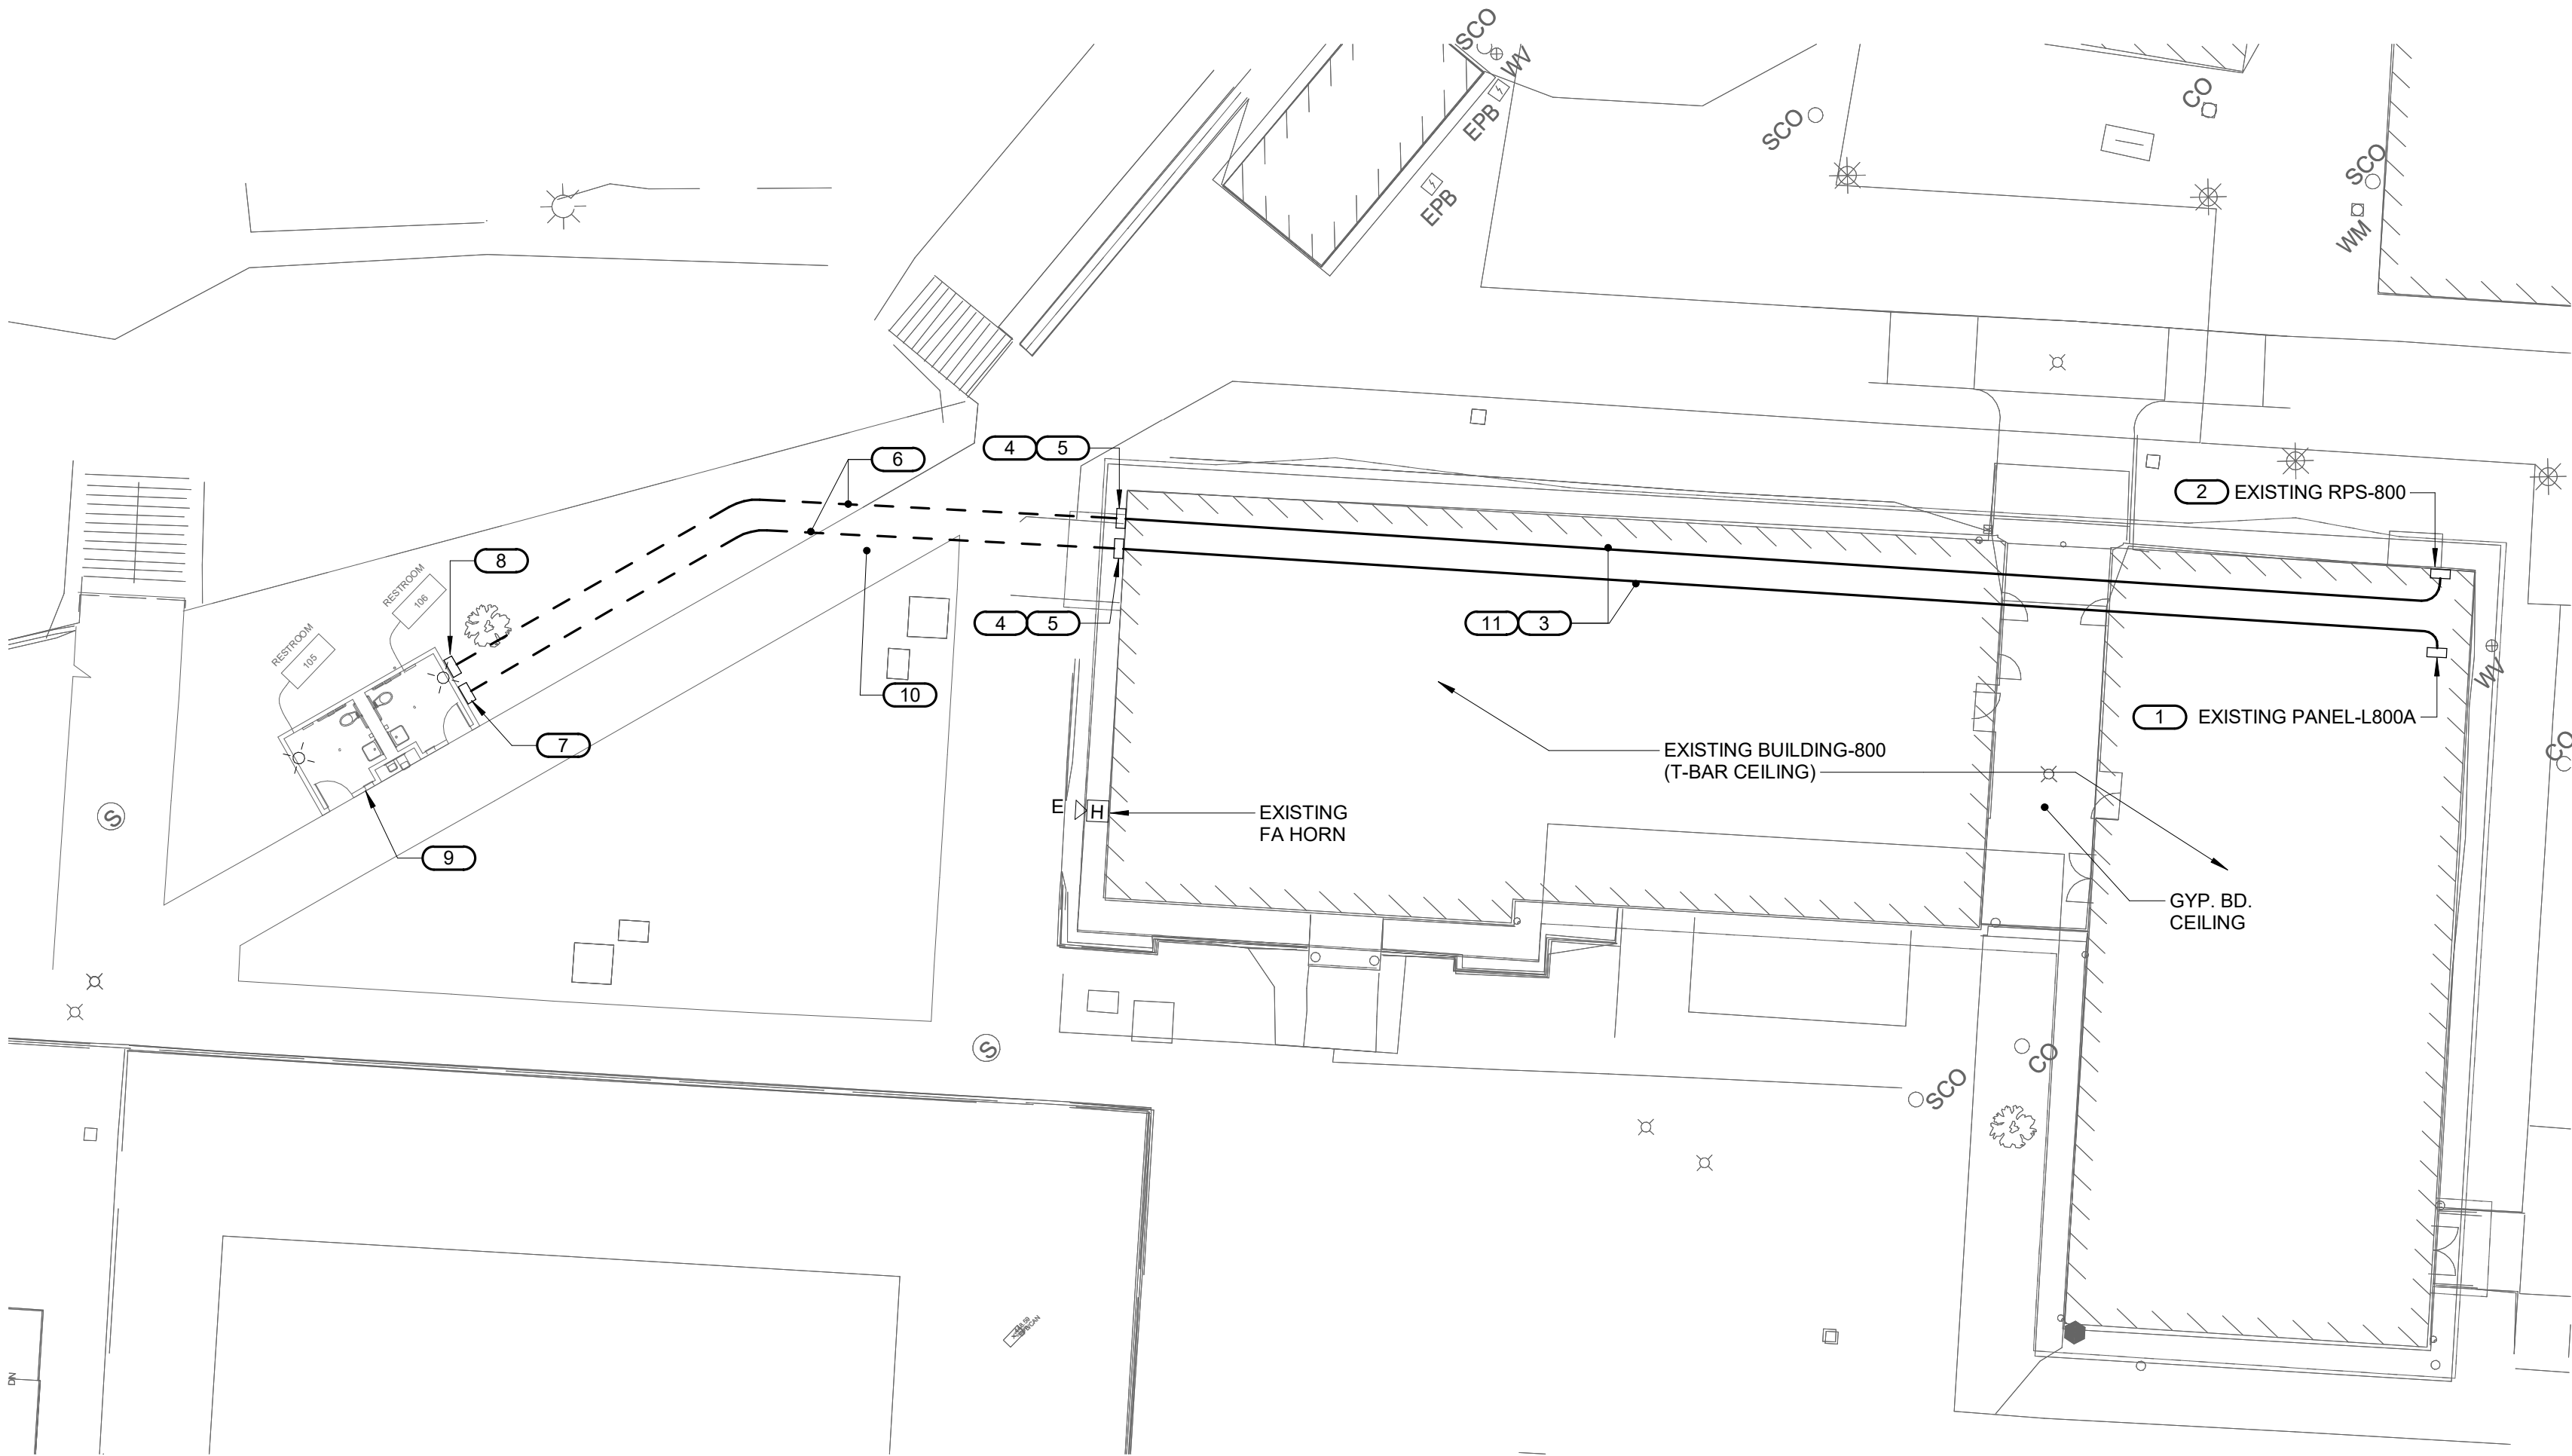 SCO
WV
EPB
EPB
SCO
CO
SCO
WM
4 5
6
2 EXISTING RPS-800
8
RESTROOM
106
RESTROOM
105
4 5
11 3
10
WV
1 EXISTING PANEL-L800A
7
EXISTING BUILDING-800
(T-BAR CEILING)
CO
E
H
EXISTING
FA HORN
S
9
GYP. BD.
CEILING
S
CO
SCO
DN